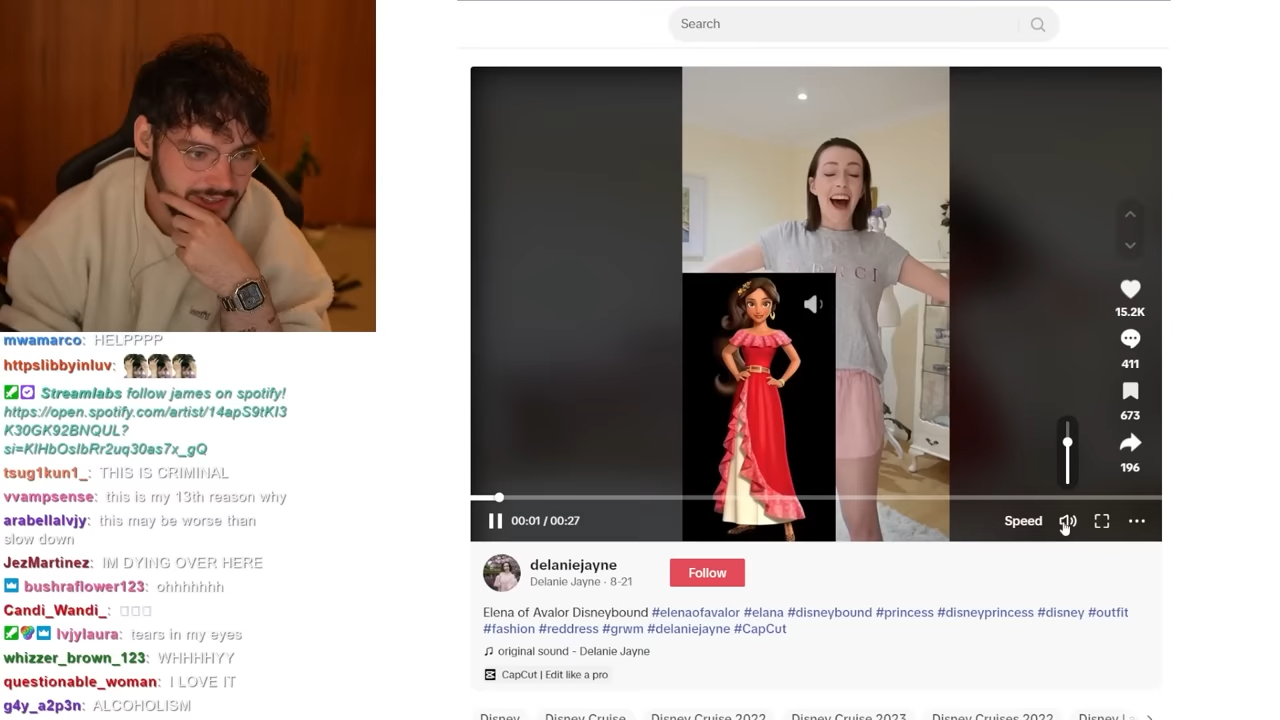 mwamarco: HELPPPP
httpslibbyinluv:
Streamlabs follow james on spotify!
https://open.spotify.com/artist/14apS9tKI3
K30GK92BNQUL?
si=KlHbOsIbRr2uq30as7x_gQ
tsug1kun1_: THIS IS CRIMINAL
vvampsense: this is my 13th reason why
arabellalvjy: this may be worse than
slow down
JezMartinez: IM DYING OVER HERE
bushraflower123: ohhhhhhh
Candi_Wandi_:
lvjylaura: tears in my eyes
whizzer_brown_123: WHHHHYY
questionable_woman: I LOVE IT
g4y_a2p3n: ALCOHOLISM
Search
15.2K
411
673
196
00:01 / 00:27
Speed
delaniejayne
Delanie Jayne · 8-21
Follow
Elena of Avalor Disneybound #elenaofavalor #elana #disneybound #princess #disneyprincess #disney #outfit
#fashion #reddress #grwm #delaniejayne #CapCut
original sound - Delanie Jayne
CapCut | Edit like a pro
Disney
Disney Cruise
Disney Cruise 2022
Disney Cruise 2023
Disney Cruises 2022
Disney